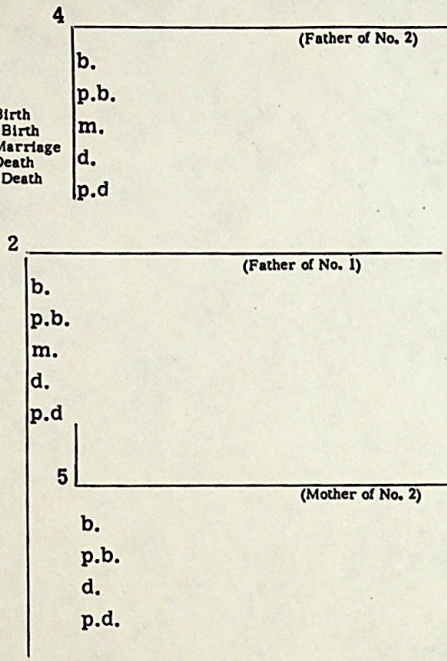 4
(Father of No. 2)
b.
p.b.
Birth
m.
Birth
Marriage
d.
Death
Death
p.d
2
(Father of No. 1)
b.
p.b.
m.
d.
p.d
5
(Mother of No. 2)
b.
p.b.
d.
p.d.